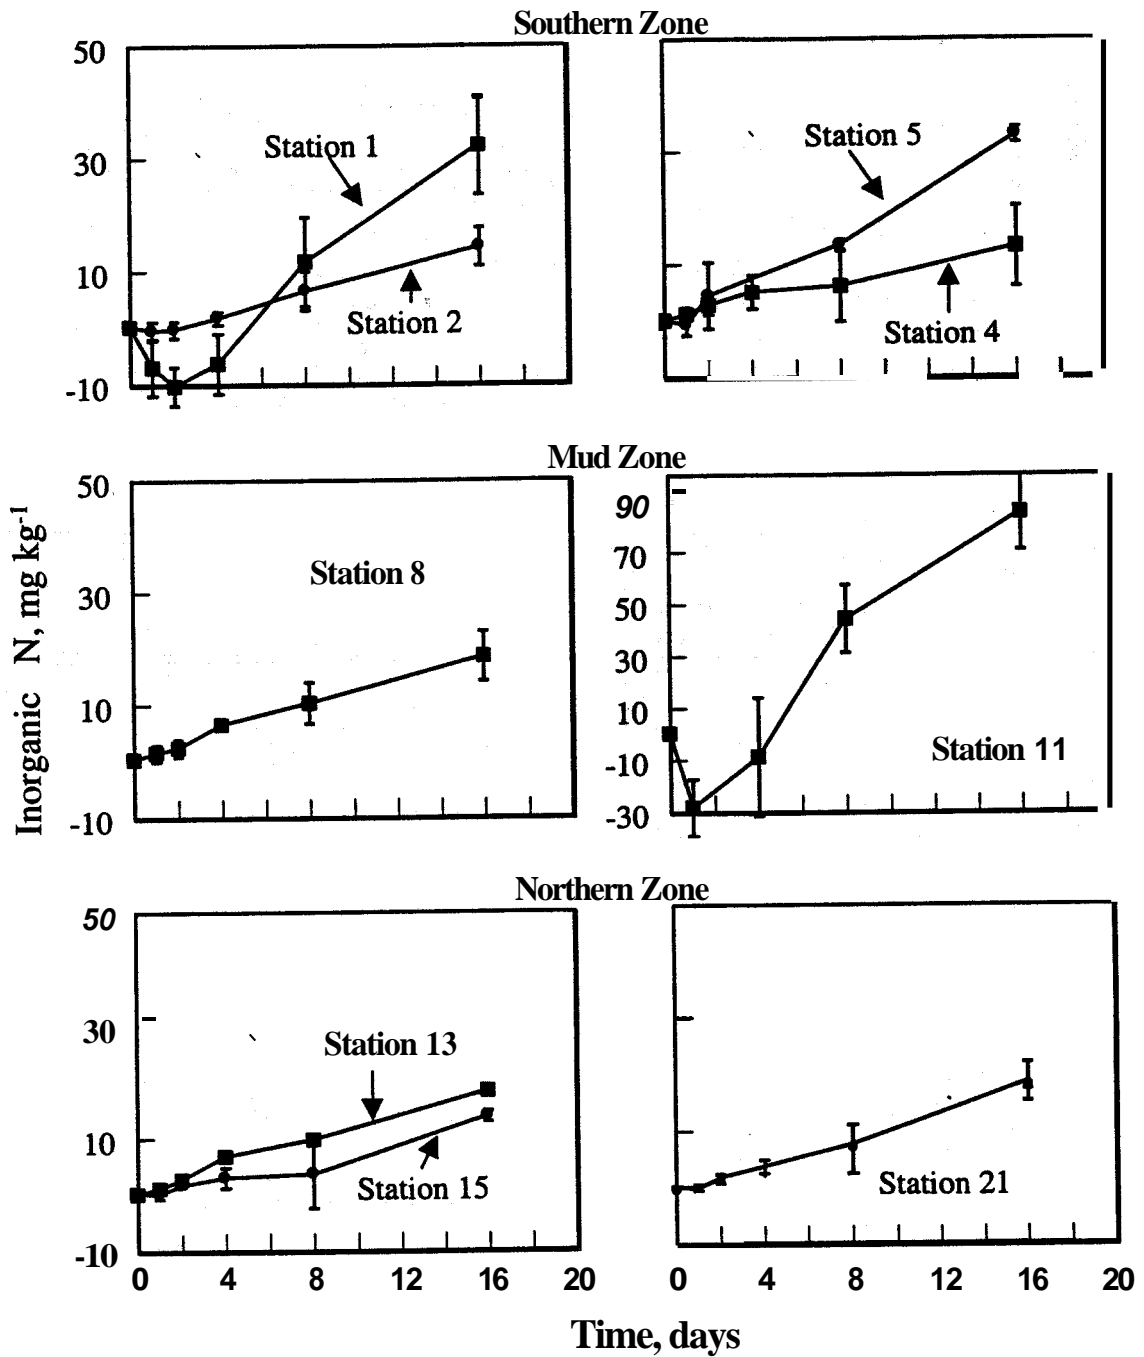 Southern Zone
50
30
10
-10
Station 1
Station 2
Station 5
Station 4
Mud Zone
50
30
10
-10
Station 8
90
70
50
30
10
-10
-30
Station 11
Inorganic N, mg kg-1
Northern Zone
50
30
10
-10
Station 13
Station 15
Station 21
0 4 8 12 16 20
0 4 8 12 16 20
Time, days